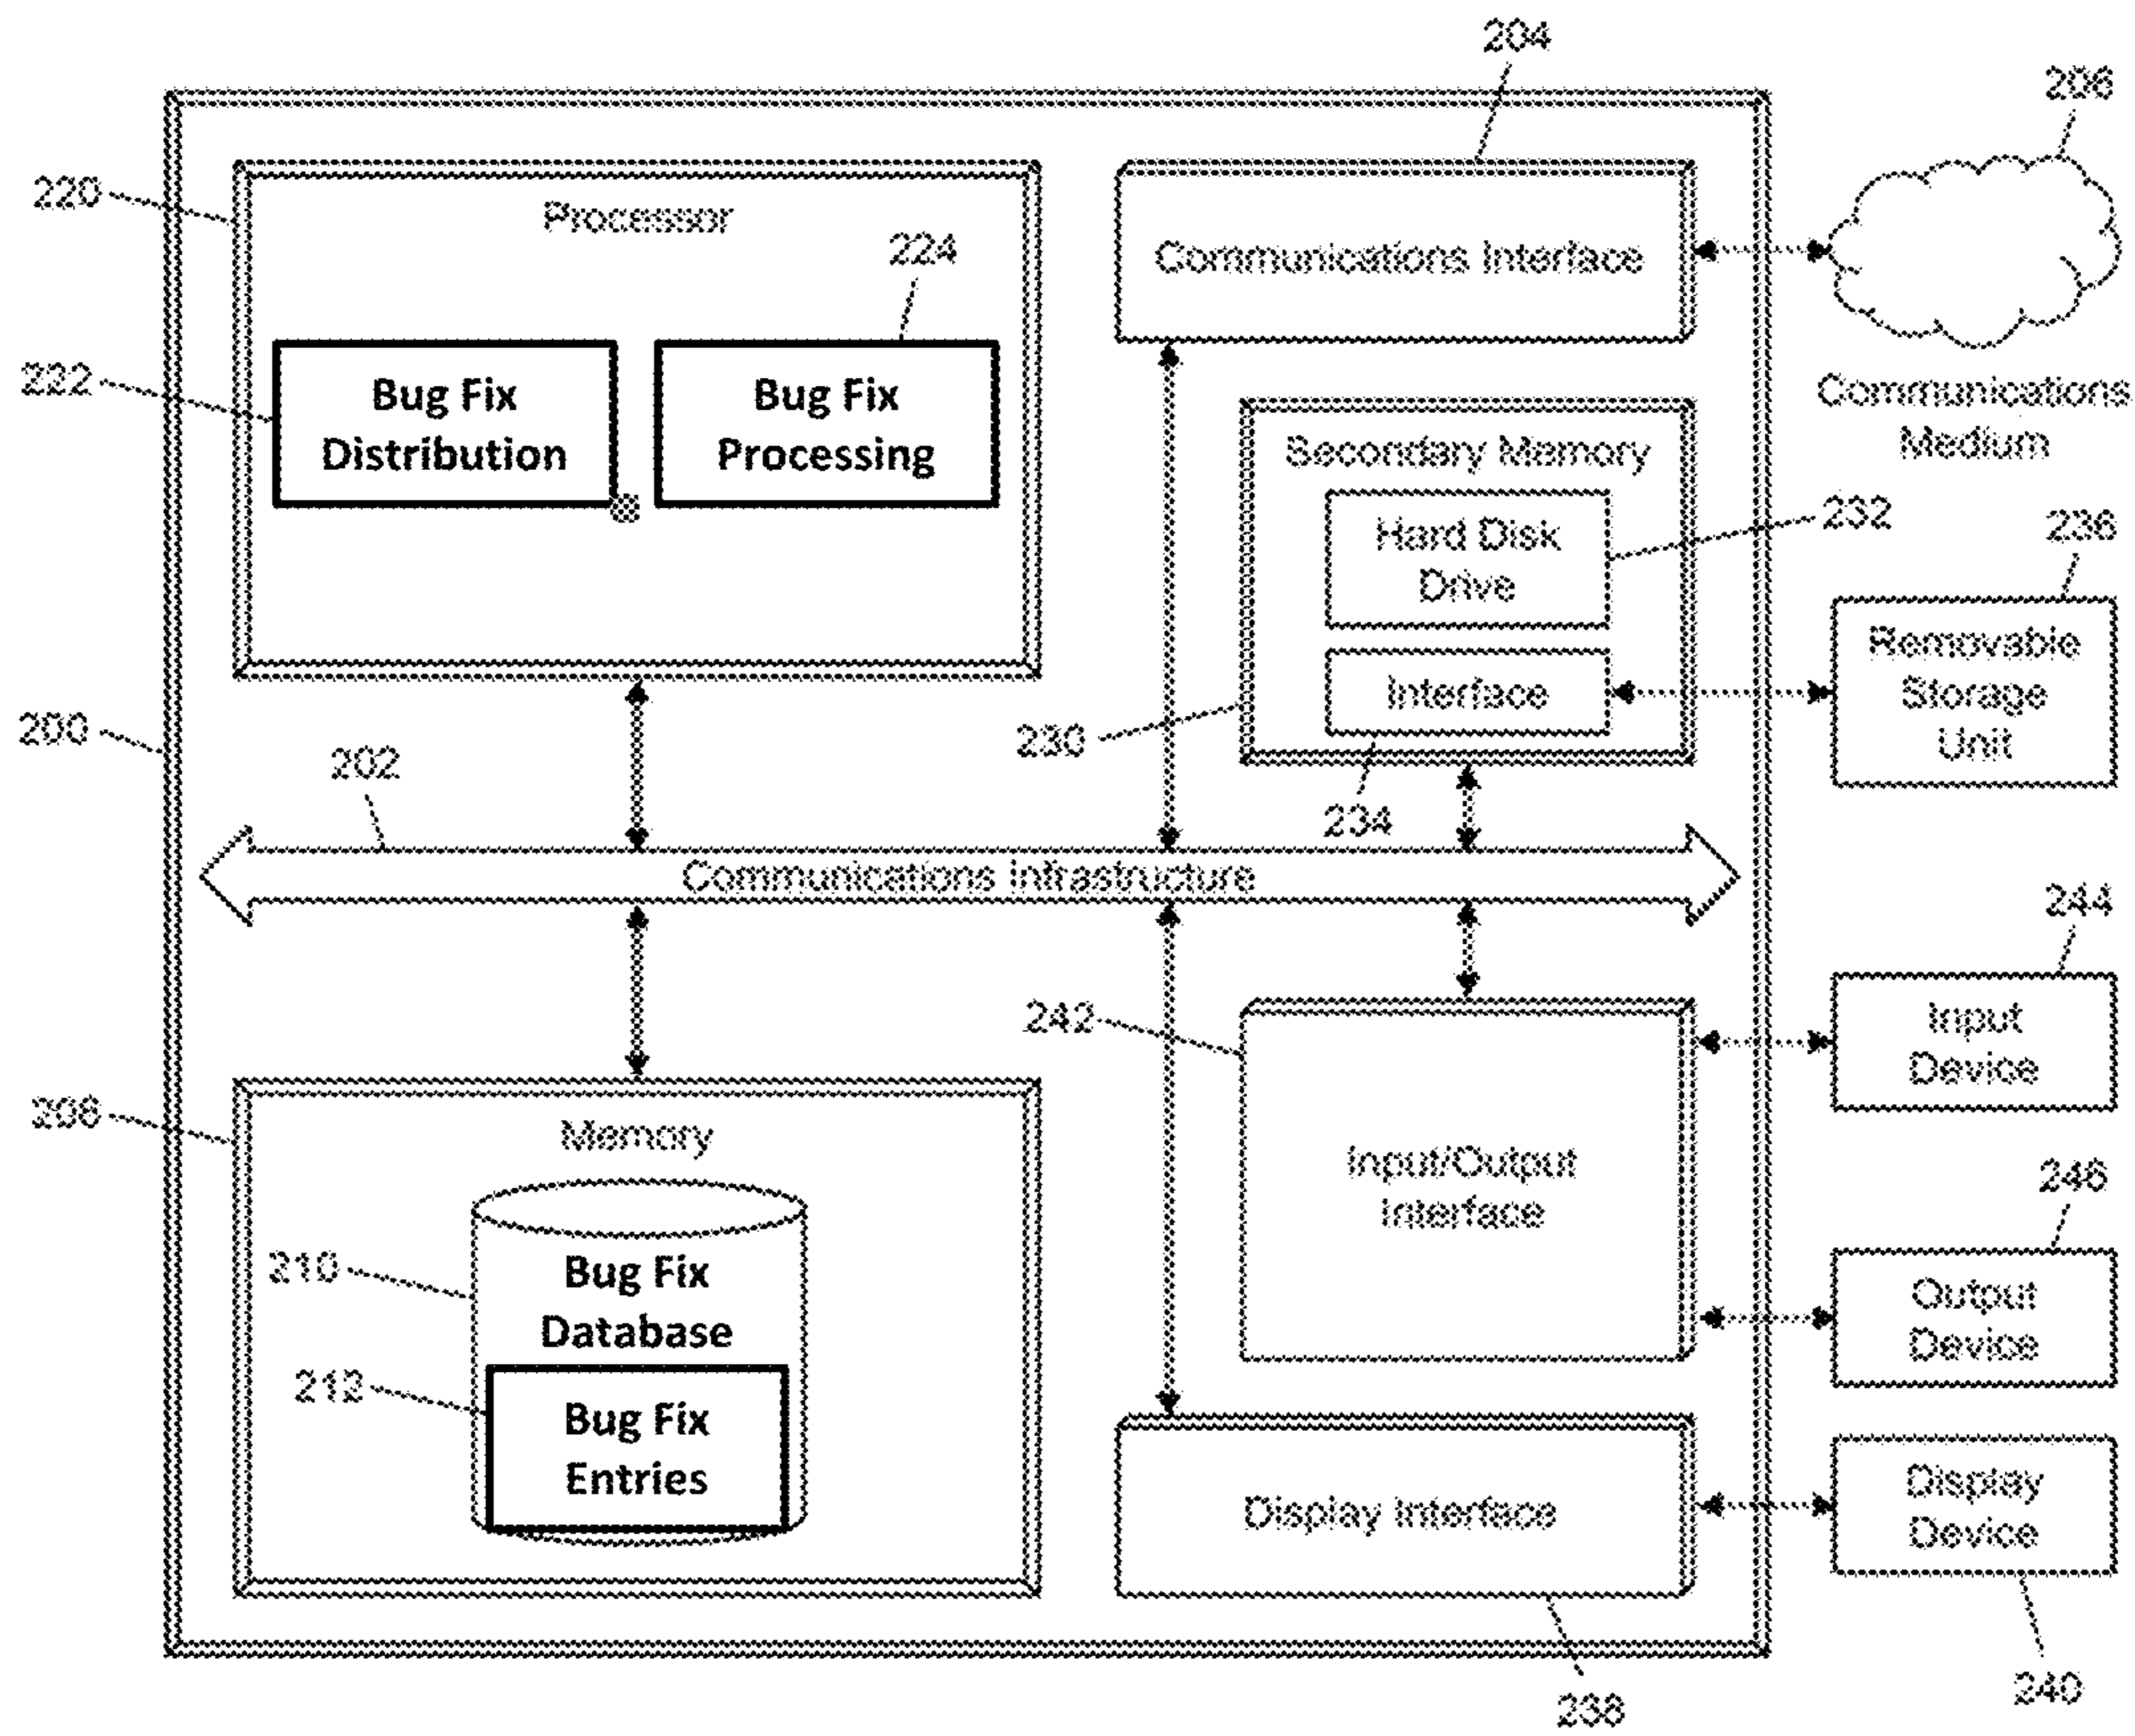 204
206
220
Processor
224
Communications Interface
222
Bug Fix
Distribution
Bug Fix
Processing
Communications
Medium
Secondary Memory
Hard Disk
Drive
232
236
Interface
Removable
Storage
Unit
200
202
230
234
Communications Infrastructure
244
242
Input
Device
208
Memory
Input/Output
Interface
246
210
Bug Fix
Database
Output
Device
212
Bug Fix
Entries
Display Interface
Display
Device
238
240